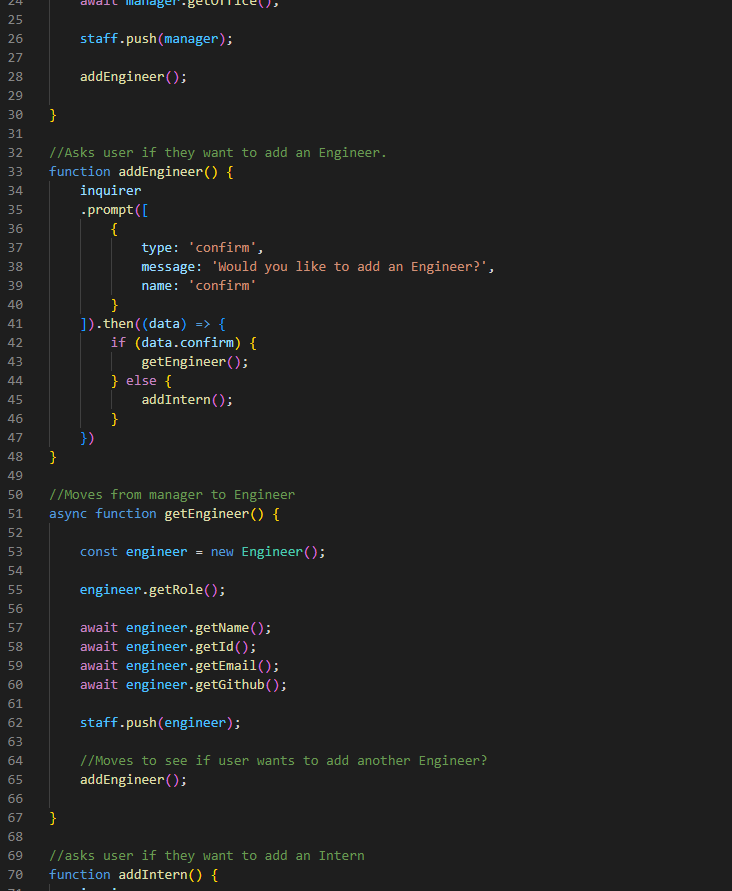 24 await manager.getOffice();
25
26 staff.push(manager);
27
28 addEngineer();
29
30 }
31
32 //Asks user if they want to add an Engineer.
33 function addEngineer() {
34 inquirer
35 .prompt([
36 {
37 type: 'confirm',
38 message: 'Would you like to add an Engineer?',
39 name: 'confirm'
40 }
41 ]).then((data) => {
42 if (data.confirm) {
43 getEngineer();
44 } else {
45 addIntern();
46 }
47 })
48 }
49
50 //Moves from manager to Engineer
51 async function getEngineer() {
52
53 const engineer = new Engineer();
54
55 engineer.getRole();
56
57 await engineer.getName();
58 await engineer.getId();
59 await engineer.getEmail();
60 await engineer.getGithub();
61
62 staff.push(engineer);
63
64 //Moves to see if user wants to add another Engineer?
65 addEngineer();
66
67 }
68
69 //asks user if they want to add an Intern
70 function addIntern() {